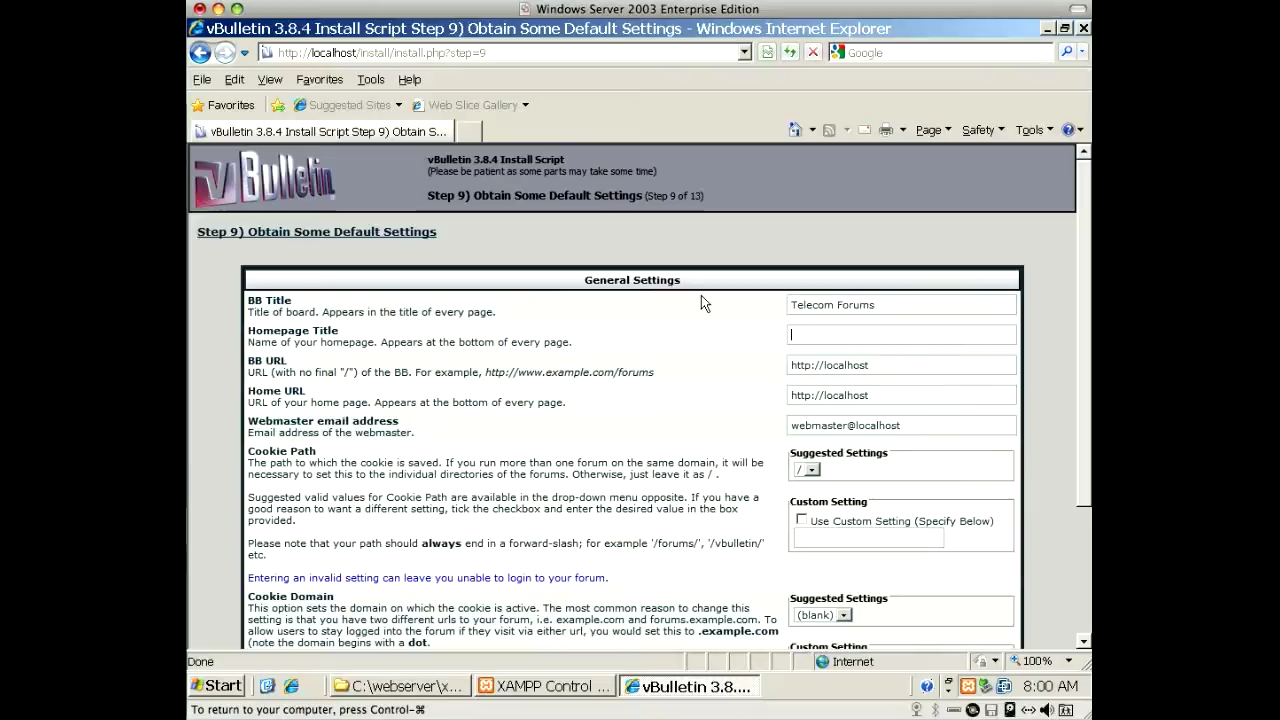 Windows Server 2003 Enterprise Edition
vBulletin 3.8.4 Install Script Step 9) Obtain Some Default Settings - Windows Internet Explorer
http://localhost/install/install.php?step=9
Google
File Edit View Favorites Tools Help
Favorites Suggested Sites Web Slice Gallery
vBulletin 3.8.4 Install Script Step 9) Obtain S...
Page Safety Tools
vBulletin
vBulletin 3.8.4 Install Script
(Please be patient as some parts may take some time)
Step 9) Obtain Some Default Settings (Step 9 of 13)
Step 9) Obtain Some Default Settings
General Settings
BB Title
Title of board. Appears in the title of every page.
Telecom Forums
Homepage Title
Name of your homepage. Appears at the bottom of every page.
BB URL
URL (with no final "/") of the BB. For example, http://www.example.com/forums
http://localhost
Home URL
URL of your home page. Appears at the bottom of every page.
http://localhost
Webmaster email address
Email address of the webmaster.
webmaster@localhost
Cookie Path
The path to which the cookie is saved. If you run more than one forum on the same domain, it will be
necessary to set this to the individual directories of the forums. Otherwise, just leave it as / .
Suggested valid values for Cookie Path are available in the drop-down menu opposite. If you have a
good reason to want a different setting, tick the checkbox and enter the desired value in the box
provided.
Please note that your path should always end in a forward-slash; for example '/forums/', '/vbulletin/'
etc.
Entering an invalid setting can leave you unable to login to your forum.
Suggested Settings
/
Custom Setting
Use Custom Setting (Specify Below)
Cookie Domain
This option sets the domain on which the cookie is active. The most common reason to change this
setting is that you have two different urls to your forum, i.e. example.com and forums.example.com. To
allow users to stay logged into the forum if they visit via either url, you would set this to .example.com
(note the domain begins with a dot.
Suggested Settings
(blank)
Custom Setting
Done
Internet
100%
Start
C:\webserver\x...
XAMPP Control ...
vBulletin 3.8....
8:00 AM
To return to your computer, press Control-⌘